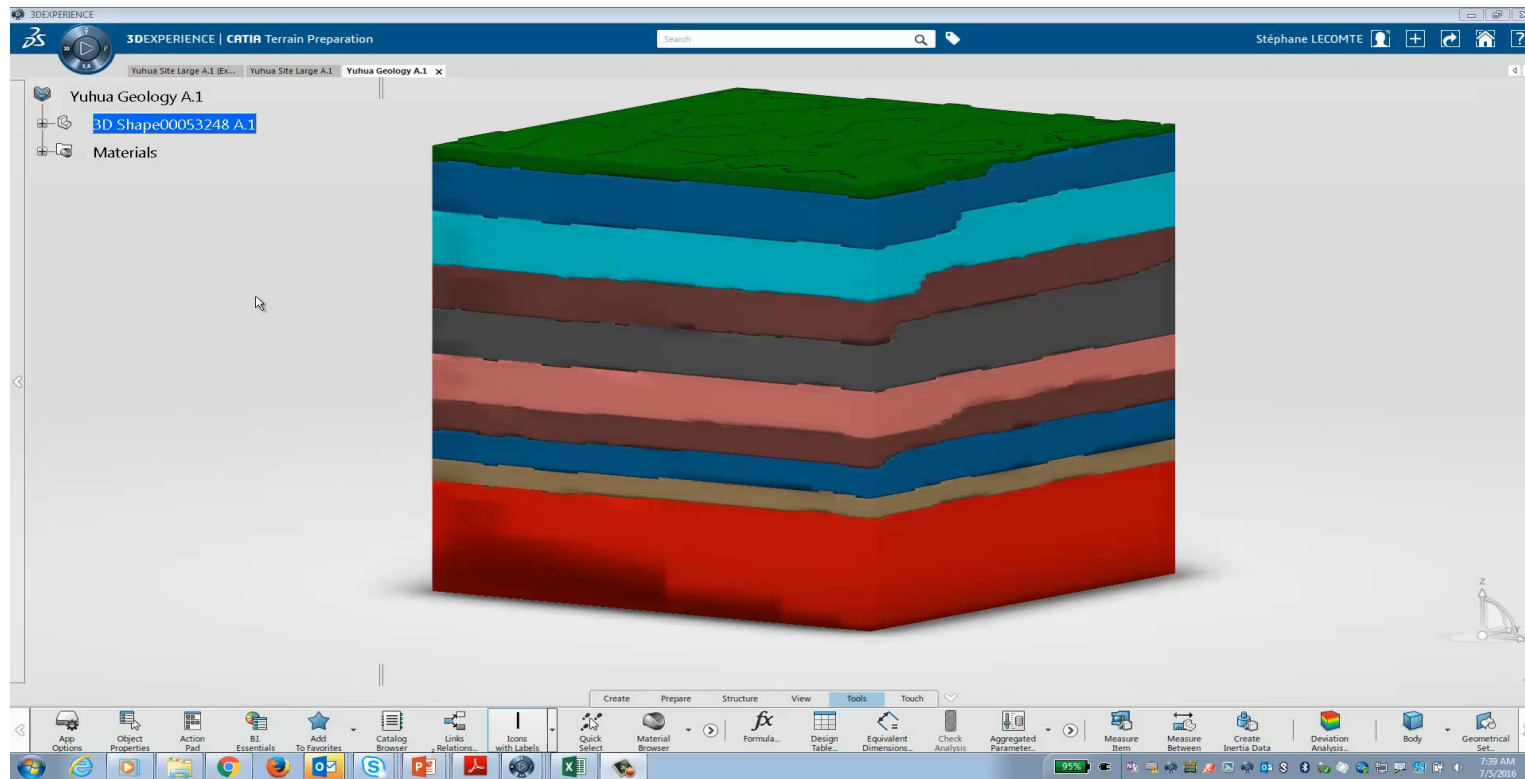 3DEXPERIENCE
3DEXPERIENCE | CATIA Terrain Preparation
Search
Stéphane LECOMTE
Yuhua Site Large A.1 (Ex...
Yuhua Site Large A.1
Yuhua Geology A.1
Yuhua Geology A.1
3D Shape00053248 A.1
Materials
Z
Y
Create Prepare Structure View Tools Touch
App Options
Object Properties
Action Pad
B.I. Essentials
Add To Favorites
Catalog Browser
Links Relations...
Icons with Labels
Quick Select
Material Browser
fx
Formula...
Design Table...
Equivalent Dimensions...
Check Analysis
Aggregated Parameter...
Measure Item
Measure Between
Create Inertia Data
Deviation Analysis...
Body
Geometrical Set...
95%
7:39 AM
7/5/2016